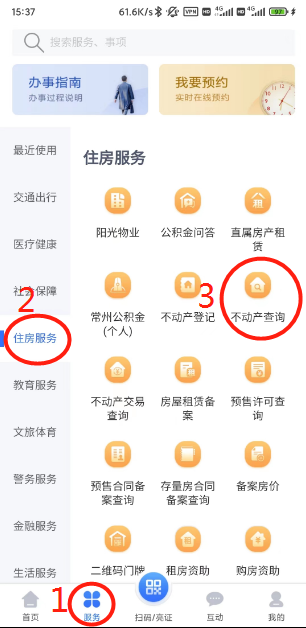 15:37
61.6K/s
VPN
HD
4G
HD
4G
97
搜索服务、事项
办事指南
办事过程说明
我要预约
实时在线预约
最近使用
交通出行
医疗健康
社会保障
住房服务
教育服务
文旅体育
警务服务
金融服务
生活服务
住房服务
阳光物业
公积金问答
直属房产租
赁
常州公积金
(个人)
不动产登记
不动产查询
不动产交易
查询
房屋租赁备
案
预售许可查
询
预售合同备
案查询
存量房合同
备案查询
备案房价
二维码门牌
租房资助
购房资助
1
2
3
首页
服务
扫码/亮证
互动
我的